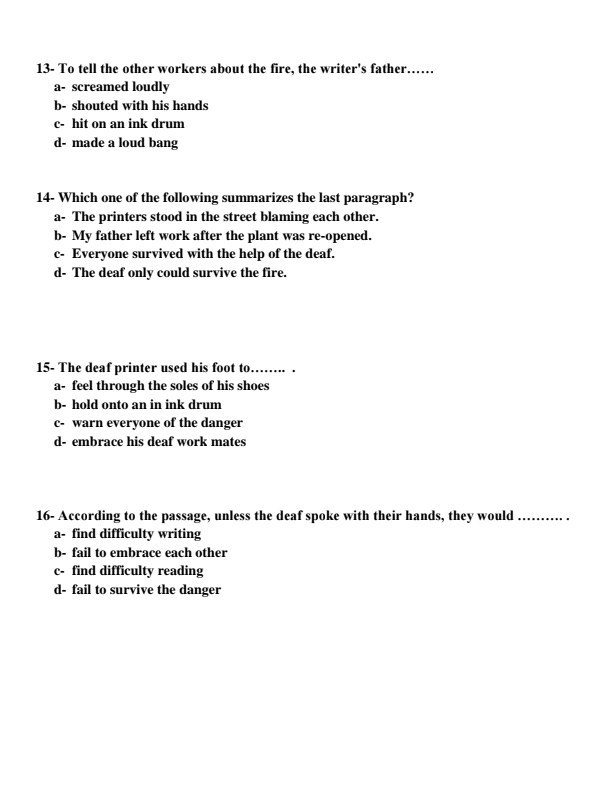 13- To tell the other workers about the fire, the writer's father……
a- screamed loudly
b- shouted with his hands
c- hit on an ink drum
d- made a loud bang
14- Which one of the following summarizes the last paragraph?
a- The printers stood in the street blaming each other.
b- My father left work after the plant was re-opened.
c- Everyone survived with the help of the deaf.
d- The deaf only could survive the fire.
15- The deaf printer used his foot to…….. .
a- feel through the soles of his shoes
b- hold onto an in ink drum
c- warn everyone of the danger
d- embrace his deaf work mates
16- According to the passage, unless the deaf spoke with their hands, they would ………. .
a- find difficulty writing
b- fail to embrace each other
c- find difficulty reading
d- fail to survive the danger